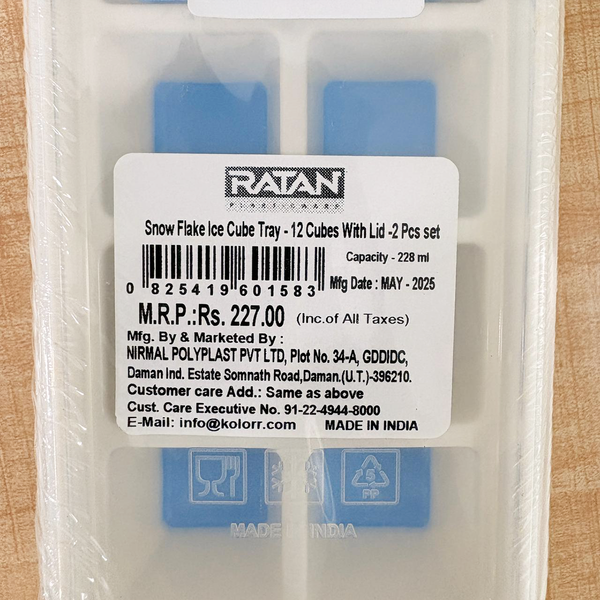 RATAN
PLASTICWARE
Snow Flake Ice Cube Tray - 12 Cubes With Lid -2 Pcs set
Capacity - 228 ml
0 825419 601583
Mfg Date : MAY - 2025
M.R.P.:Rs. 227.00 (Inc.of All Taxes)
Mfg. By & Marketed By :
NIRMAL POLYPLAST PVT LTD, Plot No. 34-A, GDDIDC,
Daman Ind. Estate Somnath Road,Daman.(U.T.)-396210.
Customer care Add.: Same as above
Cust. Care Executive No. 91-22-4944-8000
E-Mail: info@kolorr.com MADE IN INDIA
5
PP
MADE IN INDIA